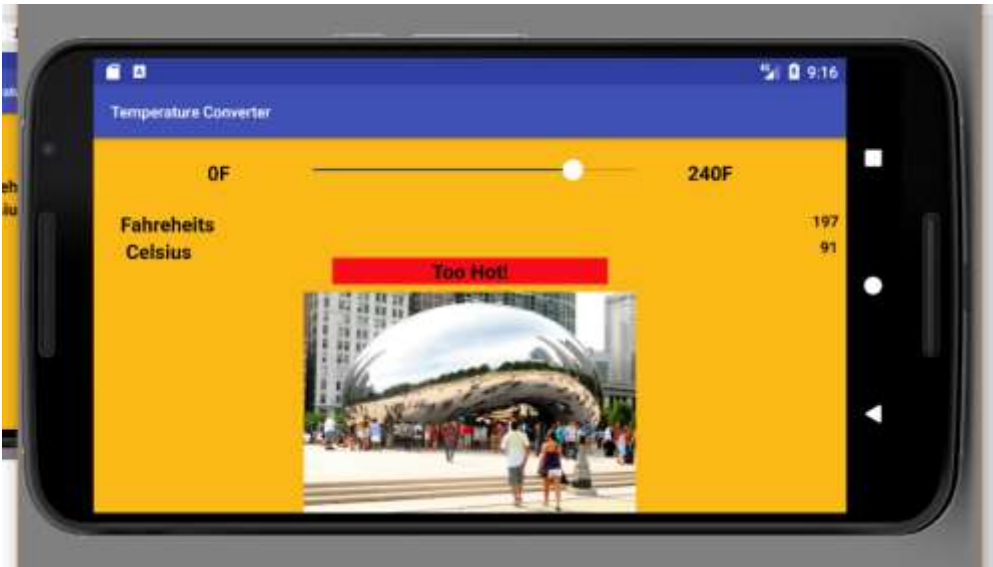 9:16
Temperature Converter
0F 240F
Fahreheits 197
Celsius 91
Too Hot!